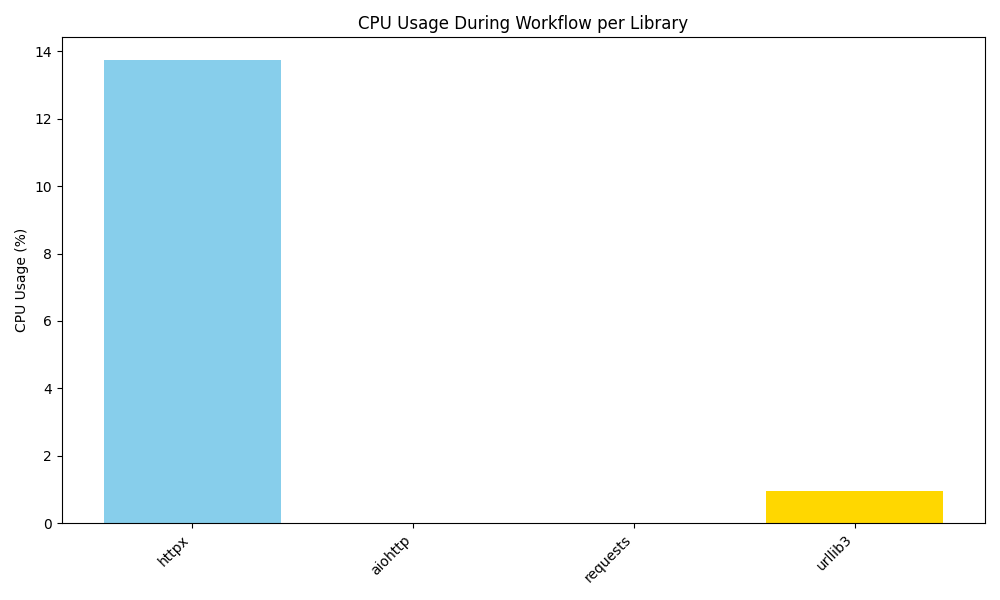 CPU Usage During Workflow per Library
CPU Usage (%)
14
12
10
8
6
4
2
0
httpx
aiohttp
requests
urllib3